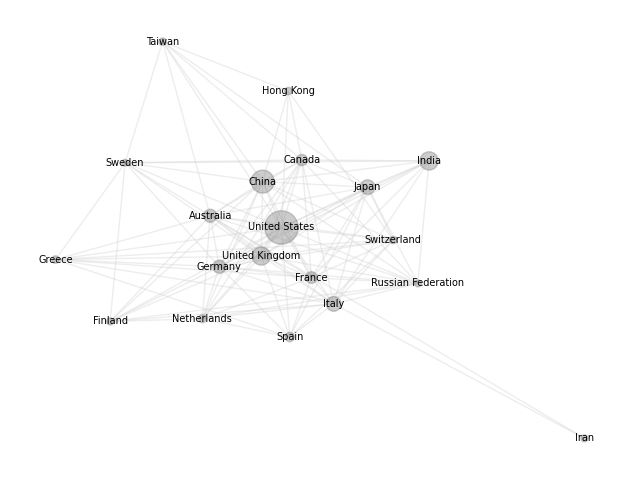 Taiwan
Hong Kong
Canada
India
Sweden
China
Japan
Australia
United States
Switzerland
United Kingdom
Greece
Germany
France
Russian Federation
Italy
Finland
Netherlands
Spain
Iran